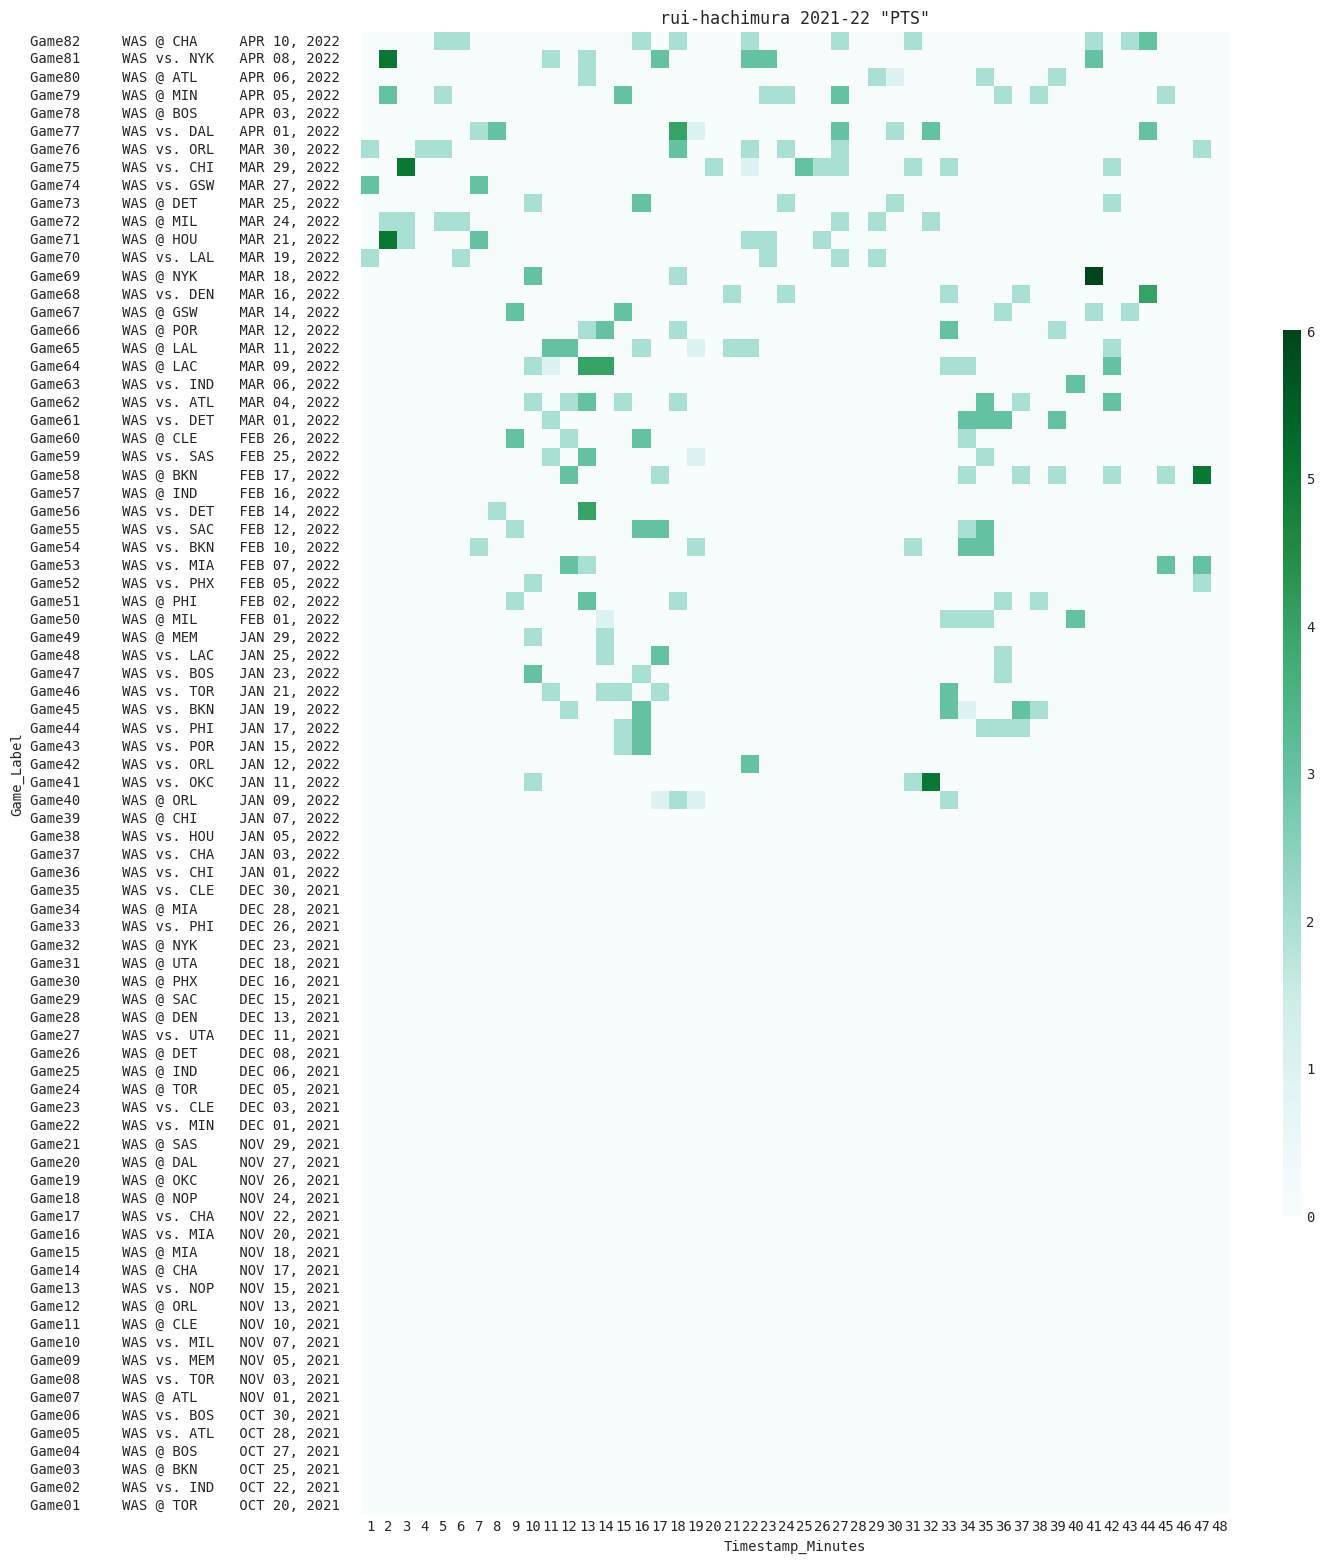 rui-hachimura 2021-22 "PTS"
Game82 WAS @ CHA APR 10, 2022
Game81 WAS vs. NYK APR 08, 2022
Game80 WAS @ ATL APR 06, 2022
Game79 WAS @ MIN APR 05, 2022
Game78 WAS @ BOS APR 03, 2022
Game77 WAS vs. DAL APR 01, 2022
Game76 WAS vs. ORL MAR 30, 2022
Game75 WAS vs. CHI MAR 29, 2022
Game74 WAS vs. GSW MAR 27, 2022
Game73 WAS @ DET MAR 25, 2022
Game72 WAS @ MIL MAR 24, 2022
Game71 WAS @ HOU MAR 21, 2022
Game70 WAS vs. LAL MAR 19, 2022
Game69 WAS @ NYK MAR 18, 2022
Game68 WAS vs. DEN MAR 16, 2022
Game67 WAS @ GSW MAR 14, 2022
Game66 WAS @ POR MAR 12, 2022
Game65 WAS @ LAL MAR 11, 2022
Game64 WAS @ LAC MAR 09, 2022
Game63 WAS vs. IND MAR 06, 2022
Game62 WAS vs. ATL MAR 04, 2022
Game61 WAS vs. DET MAR 01, 2022
Game60 WAS @ CLE FEB 26, 2022
Game59 WAS vs. SAS FEB 25, 2022
Game58 WAS @ BKN FEB 17, 2022
Game57 WAS @ IND FEB 16, 2022
Game56 WAS vs. DET FEB 14, 2022
Game55 WAS vs. SAC FEB 12, 2022
Game54 WAS vs. BKN FEB 10, 2022
Game53 WAS vs. MIA FEB 07, 2022
Game52 WAS vs. PHX FEB 05, 2022
Game51 WAS @ PHI FEB 02, 2022
Game50 WAS @ MIL FEB 01, 2022
Game49 WAS @ MEM JAN 29, 2022
Game48 WAS vs. LAC JAN 25, 2022
Game47 WAS vs. BOS JAN 23, 2022
Game46 WAS vs. TOR JAN 21, 2022
Game45 WAS vs. BKN JAN 19, 2022
Game44 WAS vs. PHI JAN 17, 2022
Game43 WAS vs. POR JAN 15, 2022
Game42 WAS vs. ORL JAN 12, 2022
Game41 WAS vs. OKC JAN 11, 2022
Game40 WAS @ ORL JAN 09, 2022
Game39 WAS @ CHI JAN 07, 2022
Game38 WAS vs. HOU JAN 05, 2022
Game37 WAS vs. CHA JAN 03, 2022
Game36 WAS vs. CHI JAN 01, 2022
Game35 WAS vs. CLE DEC 30, 2021
Game34 WAS @ MIA DEC 28, 2021
Game33 WAS vs. PHI DEC 26, 2021
Game32 WAS @ NYK DEC 23, 2021
Game31 WAS @ UTA DEC 18, 2021
Game30 WAS @ PHX DEC 16, 2021
Game29 WAS @ SAC DEC 15, 2021
Game28 WAS @ DEN DEC 13, 2021
Game27 WAS vs. UTA DEC 11, 2021
Game26 WAS @ DET DEC 08, 2021
Game25 WAS @ IND DEC 06, 2021
Game24 WAS @ TOR DEC 05, 2021
Game23 WAS vs. CLE DEC 03, 2021
Game22 WAS vs. MIN DEC 01, 2021
Game21 WAS @ SAS NOV 29, 2021
Game20 WAS @ DAL NOV 27, 2021
Game19 WAS @ OKC NOV 26, 2021
Game18 WAS @ NOP NOV 24, 2021
Game17 WAS vs. CHA NOV 22, 2021
Game16 WAS vs. MIA NOV 20, 2021
Game15 WAS @ MIA NOV 18, 2021
Game14 WAS @ CHA NOV 17, 2021
Game13 WAS vs. NOP NOV 15, 2021
Game12 WAS @ ORL NOV 13, 2021
Game11 WAS @ CLE NOV 10, 2021
Game10 WAS vs. MIL NOV 07, 2021
Game09 WAS vs. MEM NOV 05, 2021
Game08 WAS vs. TOR NOV 03, 2021
Game07 WAS @ ATL NOV 01, 2021
Game06 WAS vs. BOS OCT 30, 2021
Game05 WAS vs. ATL OCT 28, 2021
Game04 WAS @ BOS OCT 27, 2021
Game03 WAS @ BKN OCT 25, 2021
Game02 WAS vs. IND OCT 22, 2021
Game01 WAS @ TOR OCT 20, 2021
Game_Label
1 2 3 4 5 6 7 8 9 10 11 12 13 14 15 16 17 18 19 20 21 22 23 24 25 26 27 28 29 30 31 32 33 34 35 36 37 38 39 40 41 42 43 44 45 46 47 48
Timestamp_Minutes
6
5
4
3
2
1
0